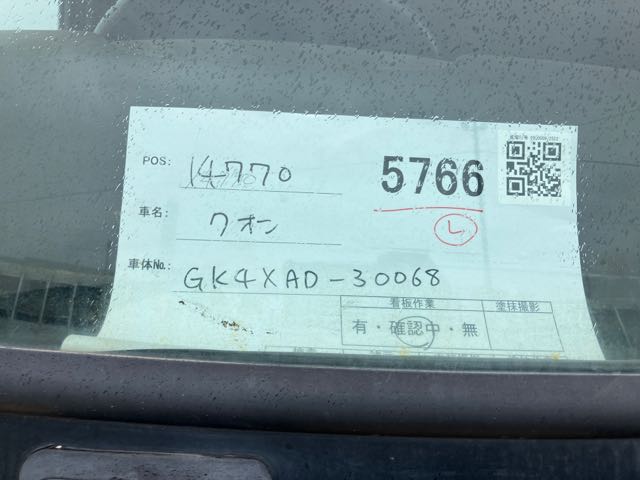 POS: 14770
5766
車名: クオン
L
車体No.: GK4XAD-30068
看板作業 塗抹撮影
有・確認中・無